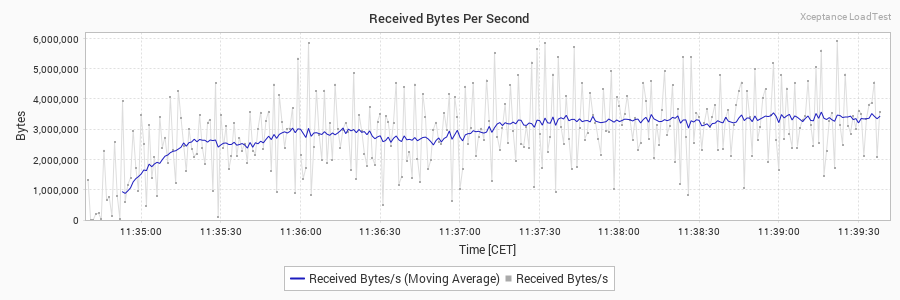 Received Bytes Per Second
Xceptance LoadTest
Bytes
6,000,000
5,000,000
4,000,000
3,000,000
2,000,000
1,000,000
0
11:35:00 11:35:30 11:36:00 11:36:30 11:37:00 11:37:30 11:38:00 11:38:30 11:39:00 11:39:30
Time [CET]
Received Bytes/s (Moving Average) Received Bytes/s